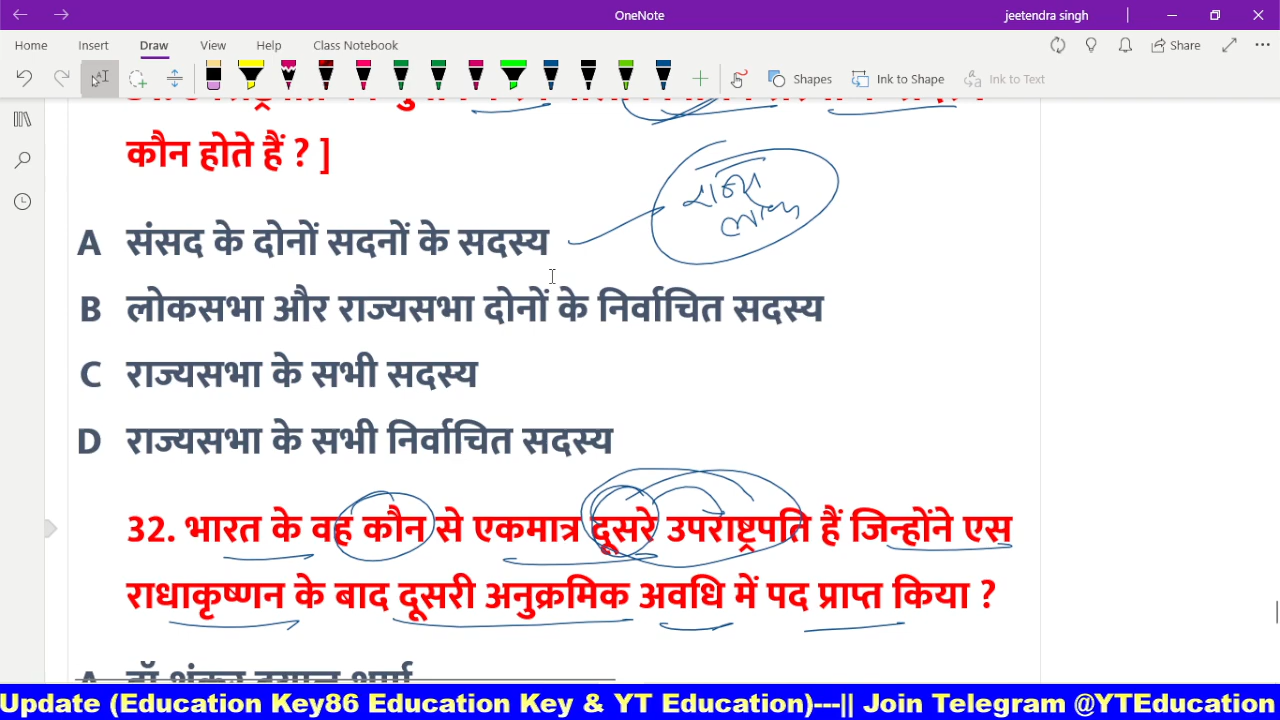 OneNote
jeetendra singh
Home Insert Draw View Help Class Notebook
Share
Shapes Ink to Shape Ink to Text
कौन होते हैं ? ]
A संसद के दोनों सदनों के सदस्य
B लोकसभा और राज्यसभा दोनों के निर्वाचित सदस्य
C राज्यसभा के सभी सदस्य
D राज्यसभा के सभी निर्वाचित सदस्य
32. भारत के वह कौन से एकमात्र दूसरे उपराष्ट्रपति हैं जिन्होंने एस
राधाकृष्णन के बाद दूसरी अनुक्रमिक अवधि में पद प्राप्त किया ?
Update (Education Key86 Education Key & YT Education)---|| Join Telegram @YTEducation